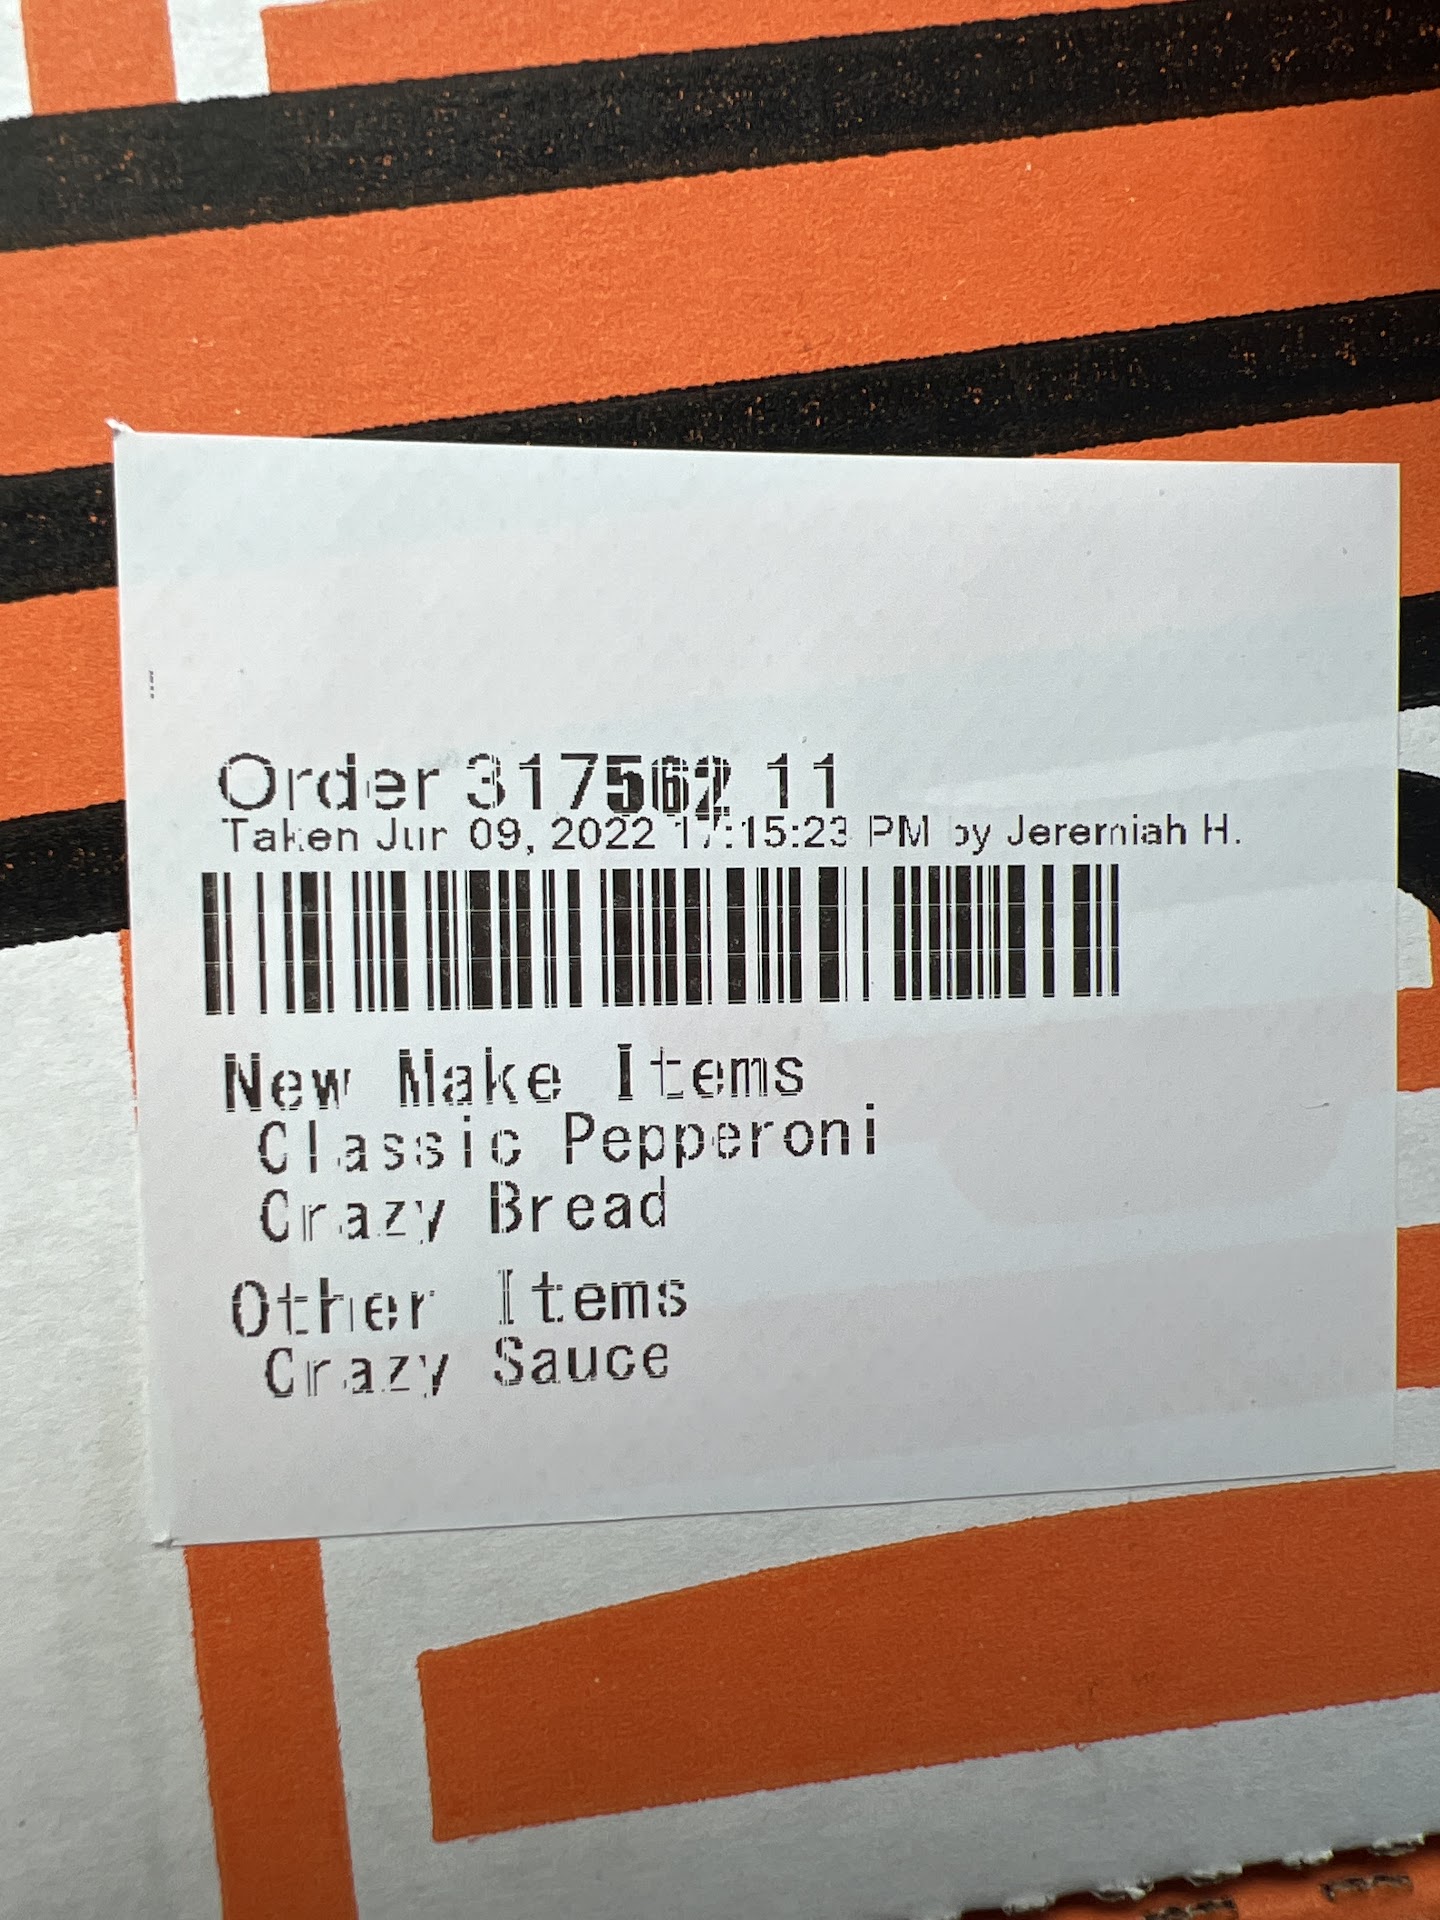 Order 317562 11
Taken Jun 09, 2022 17:15:23 PM by Jeremiah H.
New Make Items
Classic Pepperoni
Crazy Bread
Other Items
Crazy Sauce